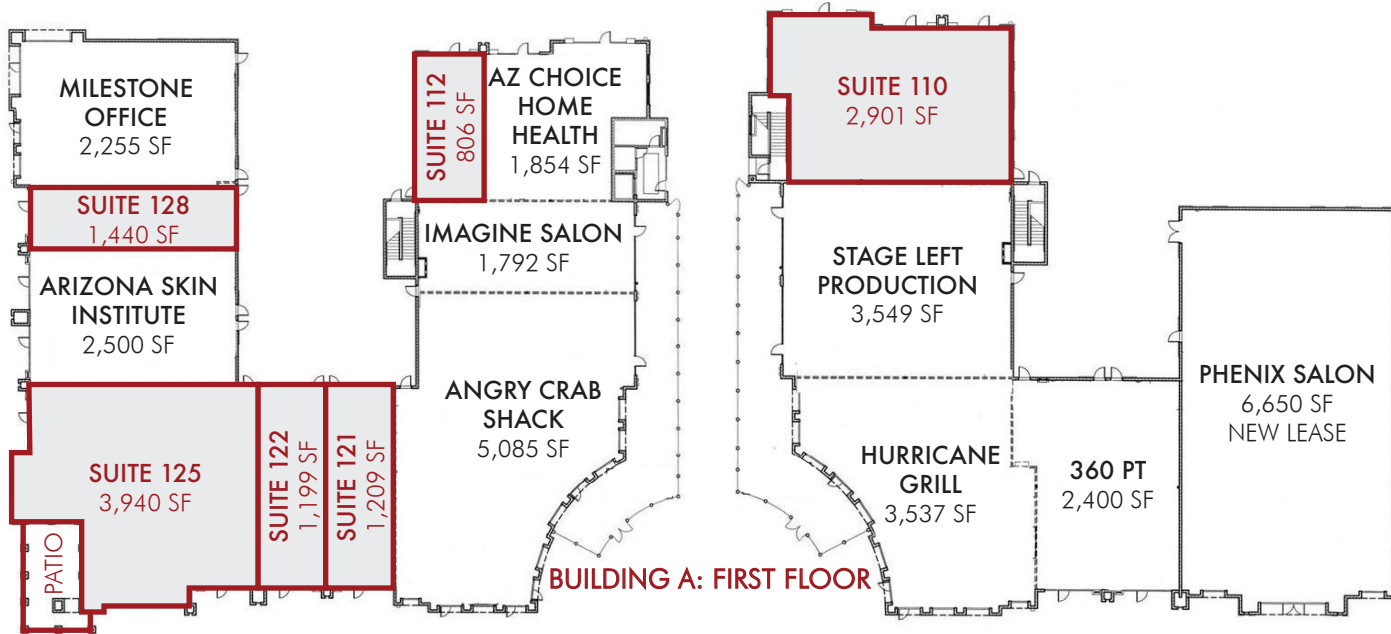 MILESTONE
OFFICE
2,255 SF
SUITE 128
1,440 SF
ARIZONA SKIN
INSTITUTE
2,500 SF
SUITE 125
3,940 SF
PATIO
SUITE 122
1,199 SF
SUITE 121
1,209 SF
SUITE 112
806 SF
AZ CHOICE
HOME
HEALTH
1,854 SF
IMAGINE SALON
1,792 SF
ANGRY CRAB
SHACK
5,085 SF
BUILDING A: FIRST FLOOR
SUITE 110
2,901 SF
STAGE LEFT
PRODUCTION
3,549 SF
HURRICANE
GRILL
3,537 SF
360 PT
2,400 SF
PHENIX SALON
6,650 SF
NEW LEASE